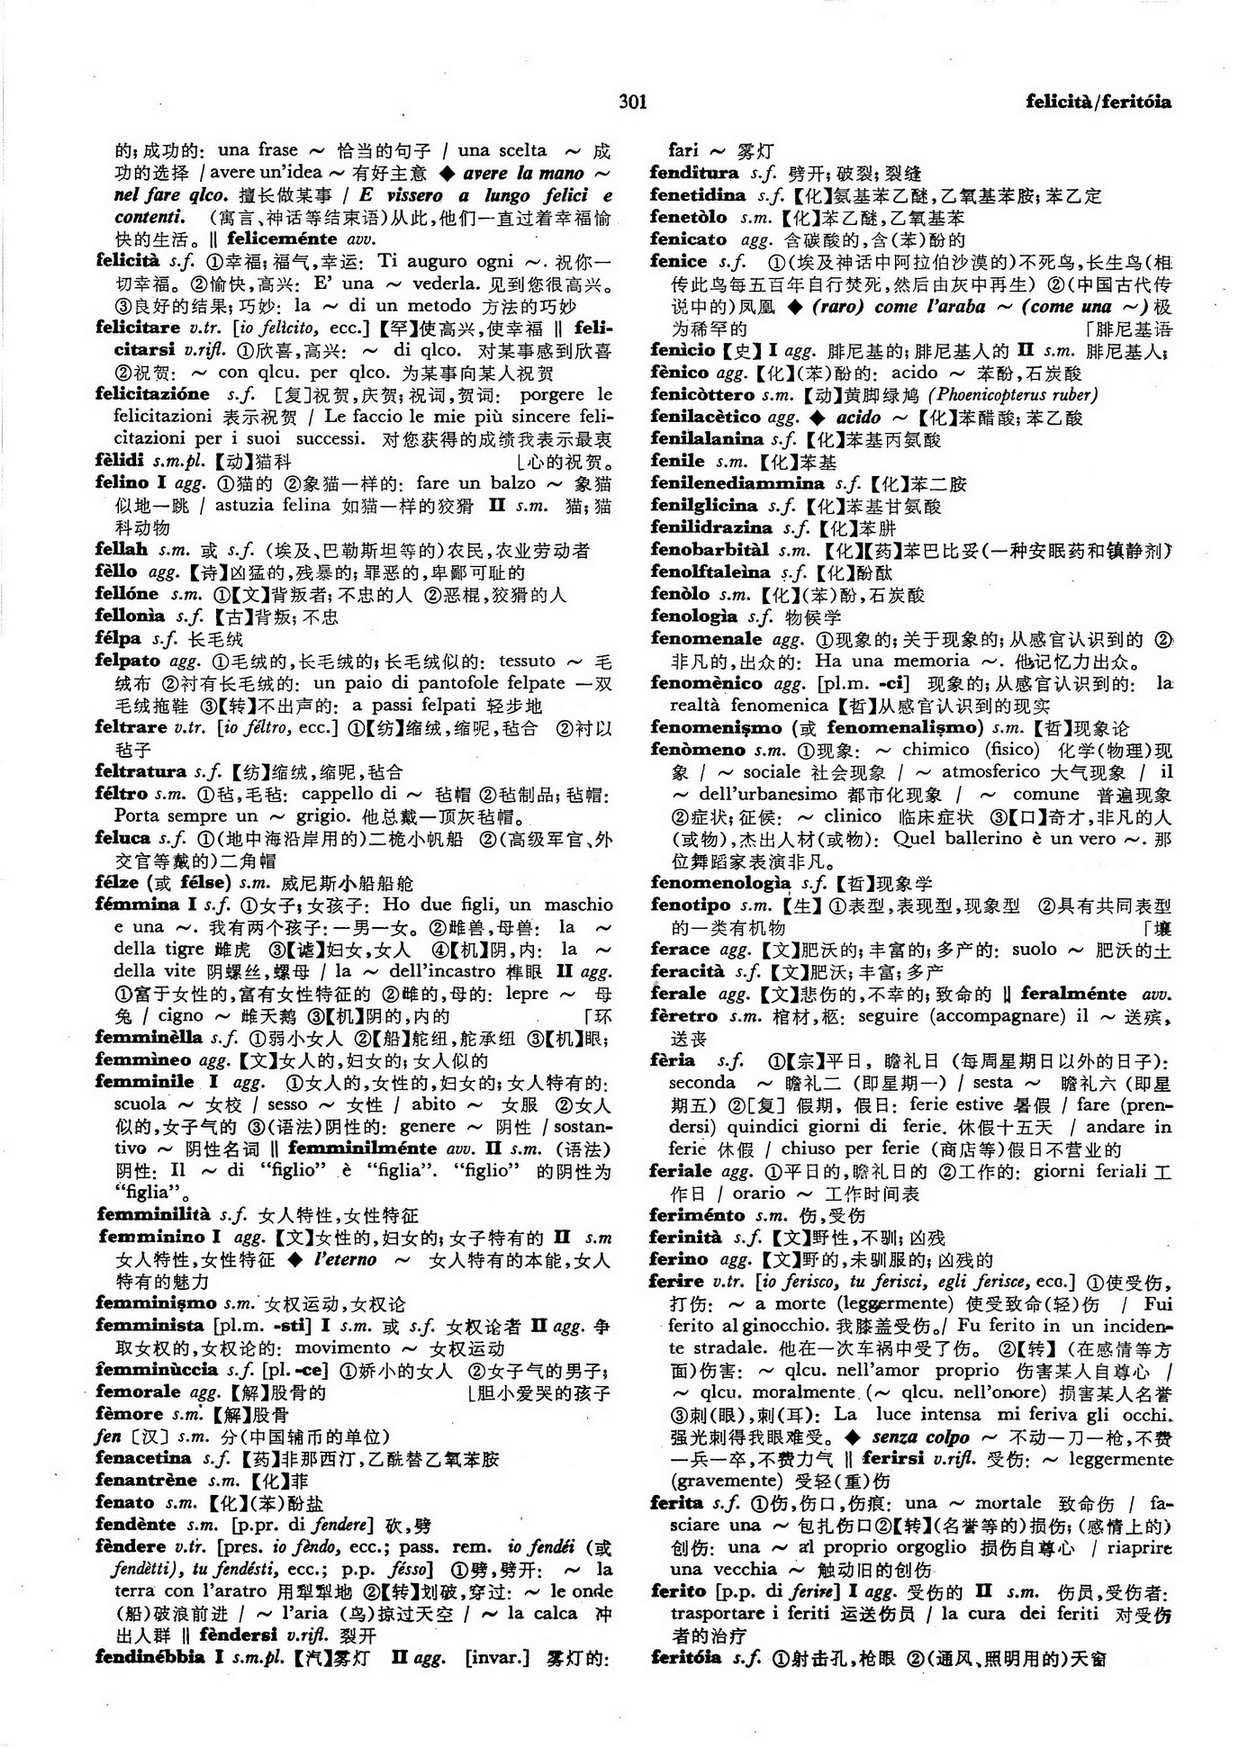 301
felicità/feritóia
的;成功的: una frase ～ 恰当的句子 / una scelta ～ 成
功的选择 / avere un'idea ～ 有好主意 ◆ avere la mano ～
nel fare qlco. 擅长做某事 / E vissero a lungo felici e
contenti. (寓言、神话等结束语)从此,他们一直过着幸福愉
快的生活。‖ feliceménte avv.
felicità s.f. ①幸福;福气,幸运: Ti auguro ogni ～. 祝你一
切幸福。②愉快,高兴: E' una ～ vederla. 见到您很高兴。
③良好的结果;巧妙: la ～ di un metodo 方法的巧妙
felicitare v.tr. [io felìcito, ecc.]【罕】使高兴,使幸福 ‖ feli-
citarsi v.rifl. ①欣喜,高兴: ～ di qlco. 对某事感到欣喜
②祝贺: ～ con qlcu. per qlco. 为某事向某人祝贺
felicitazióne s.f. [复]祝贺,庆贺;祝词,贺词: porgere le
felicitazioni 表示祝贺 / Le faccio le mie più sincere feli-
citazioni per i suoi successi. 对您获得的成绩我表示最衷
fèlidi s.m.pl.【动】猫科 ⌊心的祝贺。
felino I agg. ①猫的 ②象猫一样的: fare un balzo ～ 象猫
似地一跳 / astuzia felina 如猫一样的狡猾 II s.m. 猫;猫
科动物
fellah s.m. 或 s.f. (埃及、巴勒斯坦等的)农民,农业劳动者
fèllo agg.【诗】凶猛的,残暴的;罪恶的,卑鄙可耻的
fellóne s.m. ①【文】背叛者;不忠的人 ②恶棍,狡猾的人
fellonìa s.f.【古】背叛;不忠
félpa s.f. 长毛绒
felpato agg. ①毛绒的,长毛绒的;长毛绒似的: tessuto ～ 毛
绒布 ②衬有长毛绒的: un paio di pantofole felpate 一双
毛绒拖鞋 ③【转】不出声的: a passi felpati 轻步地
feltrare v.tr. [io féltro, ecc.] ①【纺】缩绒,缩呢,毡合 ②衬以
毡子
feltratura s.f.【纺】缩绒,缩呢,毡合
féltro s.m. ①毡,毛毡: cappello di ～ 毡帽 ②毡制品;毡帽:
Porta sempre un ～ grigio. 他总戴一顶灰毡帽。
feluca s.f. ①(地中海沿岸用的)二桅小帆船 ②(高级军官、外
交官等戴的)二角帽
félze (或 félse) s.m. 威尼斯小船船舱
fémmina I s.f. ①女子;女孩子: Ho due figli, un maschio
e una ～. 我有两个孩子:一男一女。②雌兽,母兽: la ～
della tigre 雌虎 ③【谑】妇女,女人 ④【机】阴,内: la ～
della vite 阴螺丝,螺母 / la ～ dell'incastro 榫眼 II agg.
①富于女性的,富有女性特征的 ②雌的,母的: lepre ～ 母
兔 / cigno ～ 雌天鹅 ③【机】阴的,内的 ｢环
femminèlla s.f. ①弱小女人 ②【船】舵纽,舵承纽 ③【机】眼;
femmìneo agg.【文】女人的,妇女的;女人似的
femminile I agg. ①女人的,女性的,妇女的;女人特有的:
scuola ～ 女校 / sesso ～ 女性 / abito ～ 女服 ②女人
似的,女子气的 ③(语法)阴性的: genere ～ 阴性 / sostan-
tivo ～ 阴性名词 ‖ femminilménte avv. II s.m. (语法)
阴性: Il ～ di “figlio” è “figlia”. “figlio” 的阴性为
“figlia”。
femminilità s.f. 女人特性,女性特征
femminino I agg.【文】女性的,妇女的;女子特有的 II s.m
女人特性,女性特征 ◆ l'eterno ～ 女人特有的本能,女人
特有的魅力
femminişmo s.m. 女权运动,女权论
femminista [pl.m. -sti] I s.m. 或 s.f. 女权论者 II agg. 争
取女权的,女权论的: movimento ～ 女权运动
femminùccia s.f. [pl. -ce] ①娇小的女人 ②女子气的男子;
femorale agg.【解】股骨的 ⌊胆小爱哭的孩子
fèmore s.m.【解】股骨
fen〔汉〕s.m. 分(中国辅币的单位)
fenacetina s.f.【药】非那西汀,乙酰替乙氧苯胺
fenantrène s.m.【化】菲
fenato s.m.【化】(苯)酚盐
fendènte s.m. [p.pr. di fendere] 砍,劈
fèndere v.tr. [pres. io fèndo, ecc.; pass. rem. io fendéi (或
fendètti), tu fendésti, ecc.; p.p. fésso] ①劈,劈开: ～ la
terra con l'aratro 用犁犁地 ②【转】划破,穿过: ～ le onde
(船)破浪前进 / ～ l'aria (鸟)掠过天空 / ～ la calca 冲
出人群 ‖ fèndersi v.rifl. 裂开
fendinébbia I s.m.pl.【汽】雾灯 II agg. [invar.] 雾灯的:
fari ～ 雾灯
fenditura s.f. 劈开;破裂;裂缝
fenetidina s.f.【化】氨基苯乙醚,乙氧基苯胺;苯乙定
fenetòlo s.m.【化】苯乙醚,乙氧基苯
fenicato agg. 含碳酸的,含(苯)酚的
fenice s.f. ①(埃及神话中阿拉伯沙漠的)不死鸟,长生鸟(相
传此鸟每五百年自行焚死,然后由灰中再生) ②(中国古代传
说中的)凤凰 ◆ (raro) come l'araba ～ (come una ～)极
为稀罕的 ｢腓尼基语
fenìcio【史】I agg. 腓尼基的;腓尼基人的 II s.m. 腓尼基人;
fènico agg.【化】(苯)酚的: acido ～ 苯酚,石炭酸
fenicòttero s.m.【动】黄脚绿鸠 (Phoenicopterus ruber)
fenilacètico agg. ◆ acido ～【化】苯醋酸;苯乙酸
fenilalanina s.f.【化】苯基丙氨酸
fenile s.m.【化】苯基
fenilenediammina s.f.【化】苯二胺
fenilglicina s.f.【化】苯基甘氨酸
fenilidrazina s.f.【化】苯肼
fenobarbitàl s.m.【化】【药】苯巴比妥(一种安眠药和镇静剂)
fenolftaleìna s.f.【化】酚酞
fenòlo s.m.【化】(苯)酚,石炭酸
fenologìa s.f. 物候学
fenomenale agg. ①现象的;关于现象的;从感官认识到的 ②
非凡的,出众的: Ha una memoria ～. 他记忆力出众。
fenomènico agg. [pl.m. -ci] 现象的;从感官认识到的: la
realtà fenomenica【哲】从感官认识到的现实
fenomenişmo (或 fenomenalişmo) s.m.【哲】现象论
fenòmeno s.m. ①现象: ～ chimico (fisico) 化学(物理)现
象 / ～ sociale 社会现象 / ～ atmosferico 大气现象 / il
～ dell'urbanesimo 都市化现象 / ～ comune 普遍现象
②症状;征候: ～ clinico 临床症状 ③【口】奇才,非凡的人
(或物),杰出人材(或物): Quel ballerino è un vero ～. 那
位舞蹈家表演非凡。
fenomenologìa s.f.【哲】现象学
fenotipo s.m.【生】①表型,表现型,现象型 ②具有共同表型
的一类有机物 ｢壤
ferace agg.【文】肥沃的;丰富的;多产的: suolo ～ 肥沃的土
feracità s.f.【文】肥沃;丰富;多产
ferale agg.【文】悲伤的,不幸的;致命的 ‖ feralménte avv.
fèretro s.m. 棺材,柩: seguire (accompagnare) il ～ 送殡,
送丧
fèria s.f. ①【宗】平日, 瞻礼日 (每周星期日以外的日子):
seconda ～ 瞻礼二 (即星期一) / sesta ～ 瞻礼六 (即星
期五) ②[复] 假期, 假日: ferie estive 暑假 / fare (pren-
dersi) quindici giorni di ferie. 休假十五天 / andare in
ferie 休假 / chiuso per ferie (商店等)假日不营业的
feriale agg. ①平日的,瞻礼日的 ②工作的: giorni feriali 工
作日 / orario ～ 工作时间表
feriménto s.m. 伤,受伤
ferinità s.f.【文】野性,不驯;凶残
ferino agg.【文】野的,未驯服的;凶残的
ferire v.tr. [io ferisco, tu ferisci, egli ferisce, ecc.] ①使受伤,
打伤: ～ a morte (leggermente) 使受致命(轻)伤 / Fui
ferito al ginocchio. 我膝盖受伤。/ Fu ferito in un inciden-
te stradale. 他在一次车祸中受了伤。②【转】(在感情等方
面)伤害: ～ qlcu. nell'amor proprio 伤害某人自尊心 /
～ qlcu. moralmente (～ qlcu. nell'onore) 损害某人名誉
③刺(眼),刺(耳): La luce intensa mi feriva gli occhi.
强光刺得我眼难受。◆ senza colpo ～ 不动一刀一枪,不费
一兵一卒,不费力气 ‖ ferirsi v.rifl. 受伤: ～ leggermente
(gravemente) 受轻(重)伤
ferita s.f. ①伤,伤口,伤痕: una ～ mortale 致命伤 / fa-
sciare una ～ 包扎伤口②【转】(名誉等的)损伤;(感情上的)
创伤: una ～ al proprio orgoglio 损伤自尊心 / riaprire
una vecchia ～ 触动旧的创伤
ferito [p.p. di ferire] I agg. 受伤的 II s.m. 伤员,受伤者:
trasportare i feriti 运送伤员 / la cura dei feriti 对受伤
者的治疗
feritóia s.f. ①射击孔,枪眼 ②(通风、照明用的)天窗